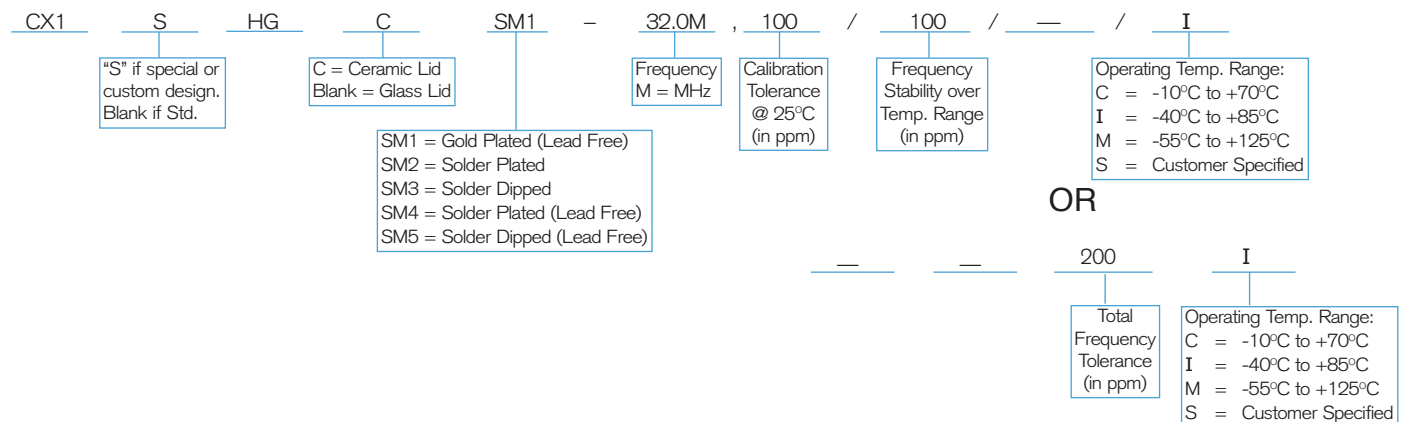 CX1 S HG C SM1 – 32.0M , 100 / 100 / — / I
"S" if special or
custom design.
Blank if Std.
C = Ceramic Lid
Blank = Glass Lid
SM1 = Gold Plated (Lead Free)
SM2 = Solder Plated
SM3 = Solder Dipped
SM4 = Solder Plated (Lead Free)
SM5 = Solder Dipped (Lead Free)
Frequency
M = MHz
Calibration
Tolerance
@ 25°C
(in ppm)
Frequency
Stability over
Temp. Range
(in ppm)
Operating Temp. Range:
C = -10°C to +70°C
I = -40°C to +85°C
M = -55°C to +125°C
S = Customer Specified
OR
— — 200 I
Total
Frequency
Tolerance
(in ppm)
Operating Temp. Range:
C = -10°C to +70°C
I = -40°C to +85°C
M = -55°C to +125°C
S = Customer Specified